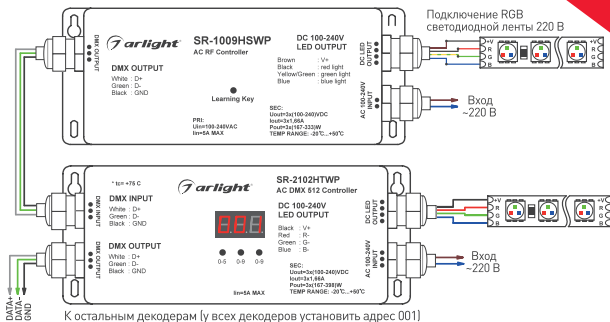 Подключение RGB
светодиодной ленты 220 В
DMX OUTPUT
arlight
SR-1009HSWP
AC RF Controller
DC 100-240V
LED OUTPUT
DMX OUTPUT
White : D+
Green : D-
Black : GND
Brown : V+
Black : red light
Yellow/Green : green light
Blue : blue light
Learning Key
PRI:
Uin=100-240VAC
Iin=5A MAX
SEC:
Uout=3x(100-240)VDC
Iout=3x1,66A
Pout=3x(167-333)W
TEMP RANGE: -20°C...+50°C
DC LED
OUTPUT
AC 100-240V
INPUT
+V
R
G
B
+V
R
G
B
Вход
~220 В
* tc= +75 C
arlight
SR-2102HTWP
AC DMX 512 Controller
DMX INPUT
DMX INPUT
White : D+
Green : D-
Black : GND
DMX OUTPUT
DMX OUTPUT
White : D+
Green : D-
Black : GND
0-5 0-9 0-9
Iin=5A MAX
DC 100-240V
LED OUTPUT
Black : V+
Red : R-
Green : G-
Blue : B-
SEC:
Uout=3x(100-240)VDC
Iout=3x1,66A
Pout=3x(167-398)W
TEMP RANGE: -20°C...+50°C
DC LED
OUTPUT
AC 100-240V
INPUT
+V
R
G
B
+V
R
G
B
Вход
~220 В
DATA+
DATA-
GND
К остальным декодерам (у всех декодеров установить адрес 001)